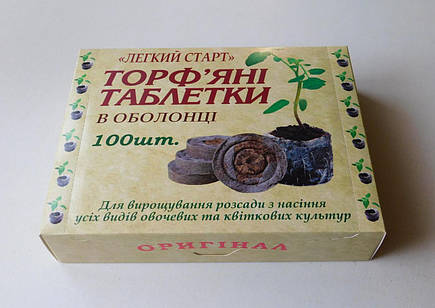 «ЛЕГКИЙ СТАРТ»
ТОРФ'ЯНІ
ТАБЛЕТКИ
В ОБОЛОНЦІ
100шт.
Для вирощування розсади з насіння
усіх видів овочевих та квіткових культур
ОРИГІНАЛ